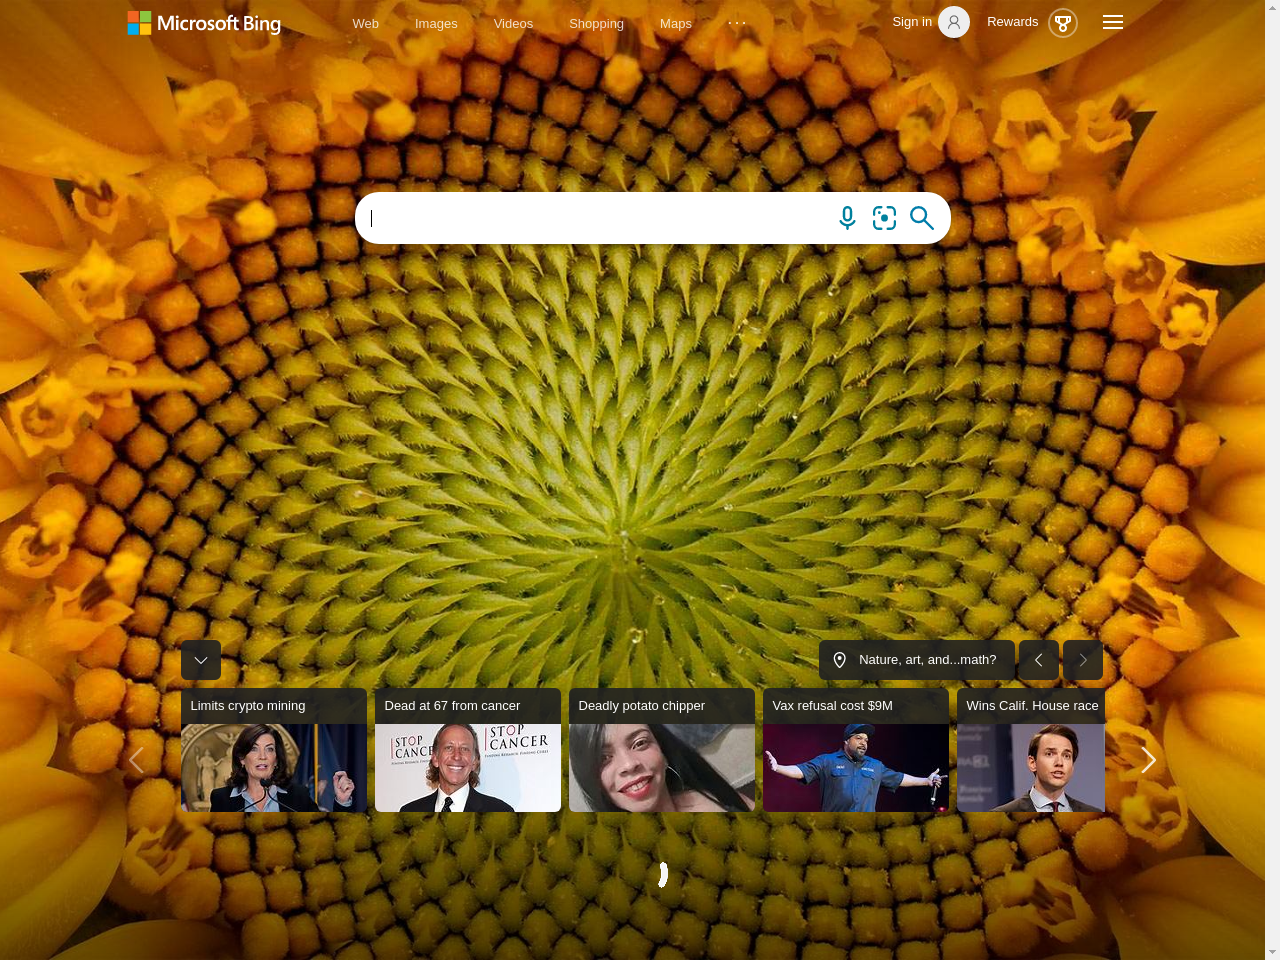 Microsoft Bing
Web Images Videos Shopping Maps ...
Sign in Rewards
Nature, art, and...math?
Limits crypto mining
Dead at 67 from cancer
Deadly potato chipper
Vax refusal cost $9M
Wins Calif. House race
STOP
CANCER
STOP
CANCER